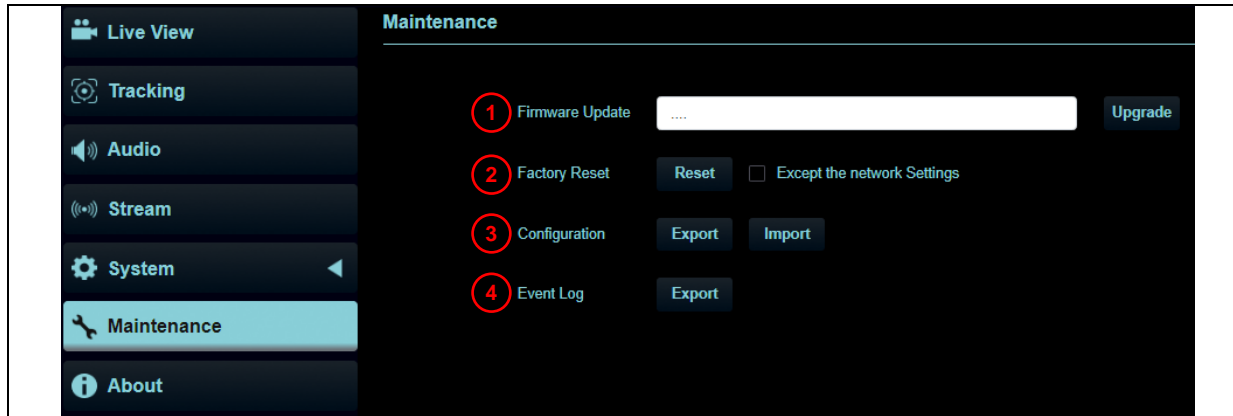 Live View
Tracking
Audio
Stream
System
Maintenance
About
Maintenance
1 Firmware Update .... Upgrade
2 Factory Reset Reset Except the network Settings
3 Configuration Export Import
4 Event Log Export